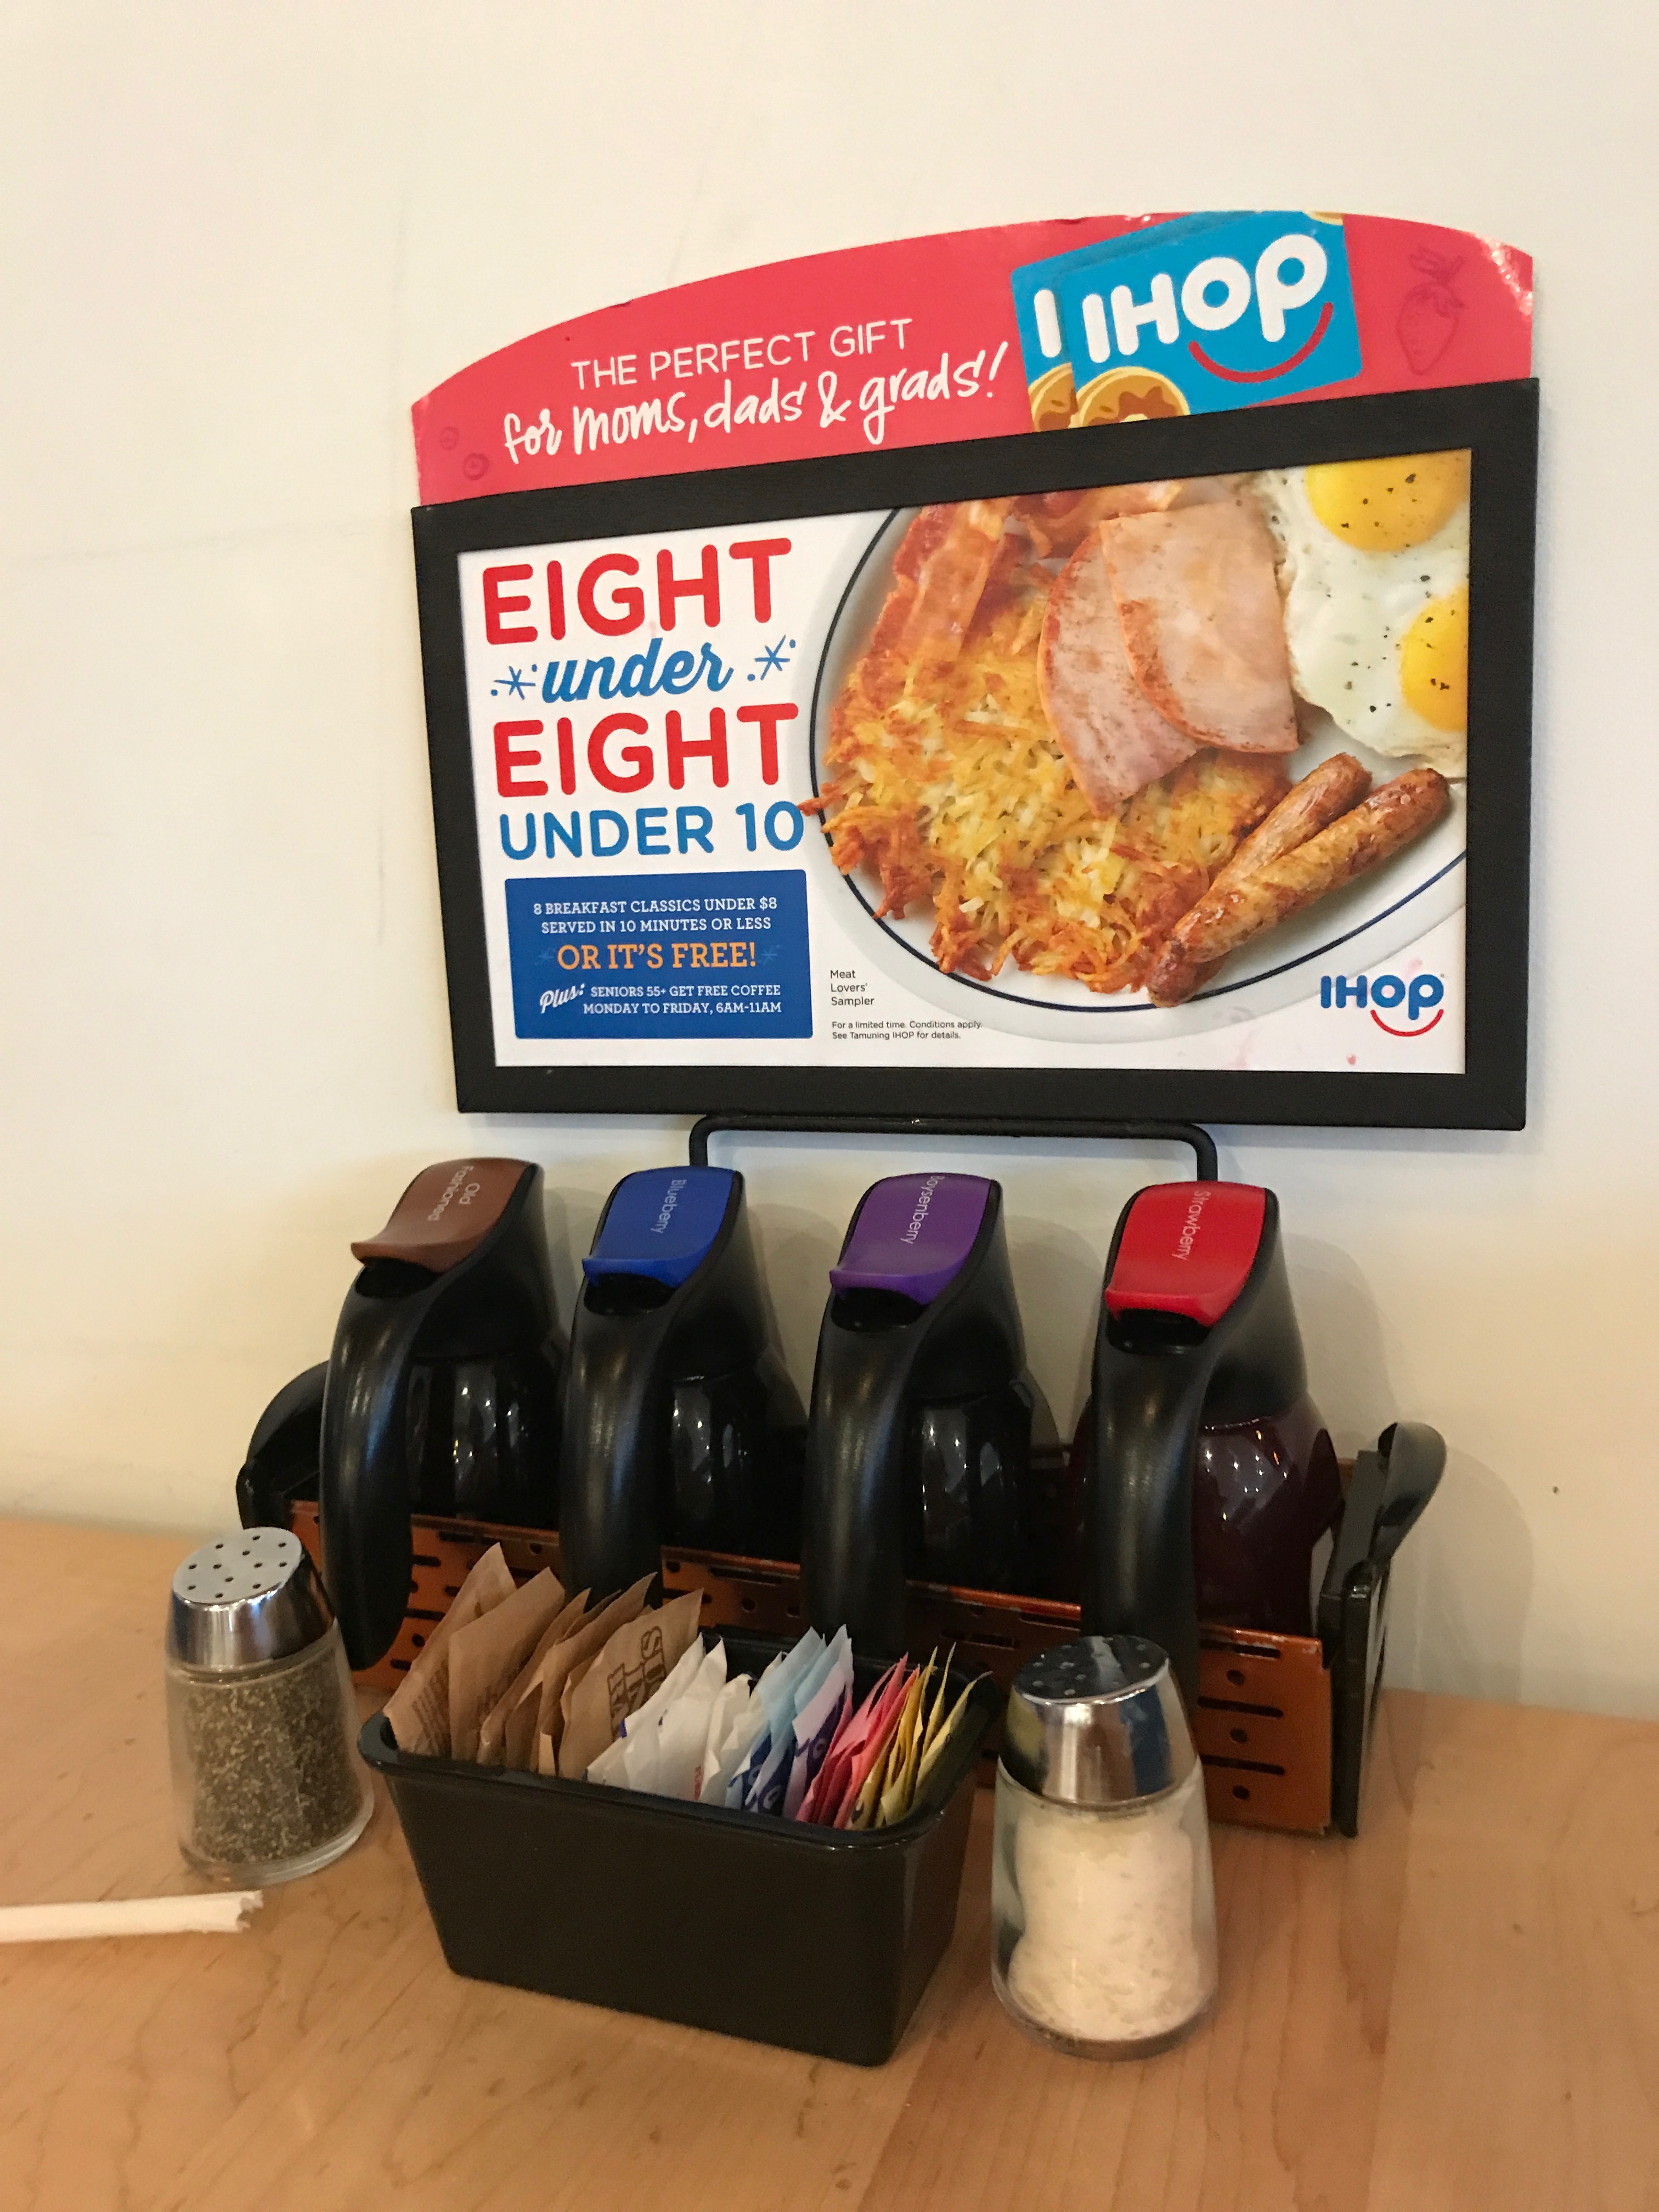 THE PERFECT GIFT
for moms, dads & grads!
I IHOP
EIGHT
under
EIGHT
UNDER 10
8 BREAKFAST CLASSICS UNDER $8
SERVED IN 10 MINUTES OR LESS
OR IT'S FREE!
Plus: SENIORS 55+ GET FREE COFFEE
MONDAY TO FRIDAY, 6AM-11AM
Meat
Lovers'
Sampler
For a limited time. Conditions apply.
See Tamuning IHOP for details.
IHOP
Old
Fashioned
Blueberry
Boysenberry
Strawberry